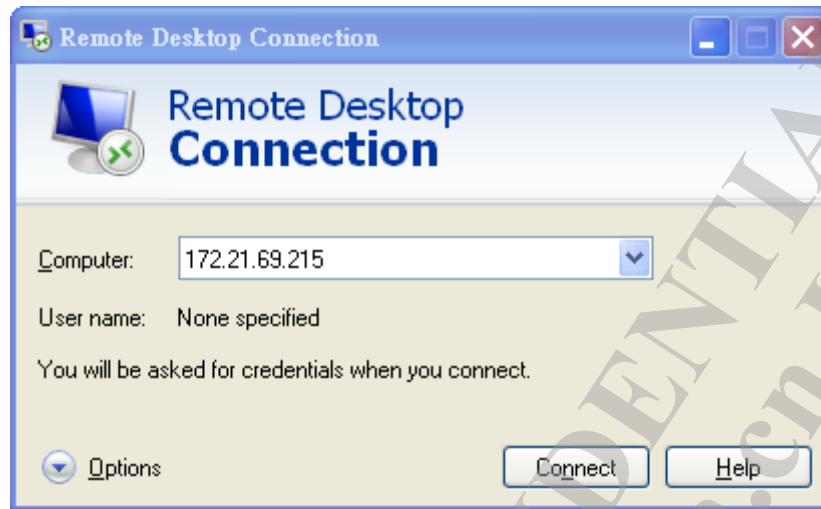 Remote Desktop Connection
Remote Desktop
Connection
Computer: 172.21.69.215
User name: None specified
You will be asked for credentials when you connect.
Options Connect Help